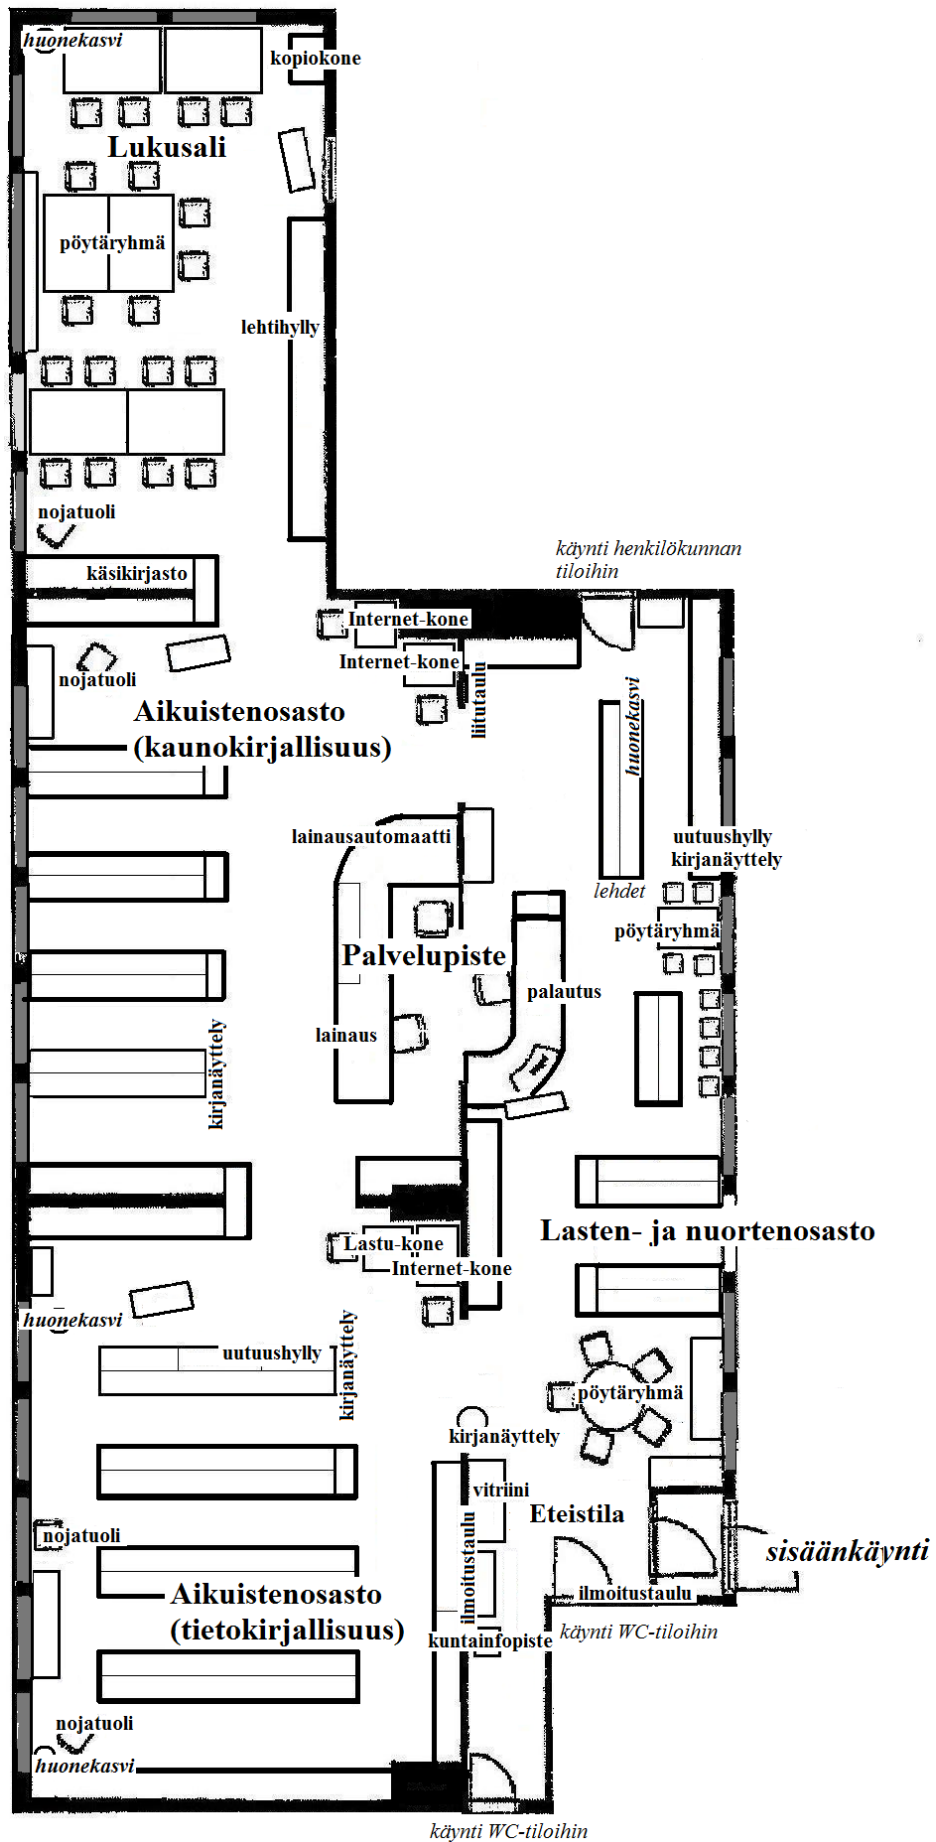 huonekasvi
kopiokone
Lukusali
pöytäryhmä
lehtihylly
nojatuoli
käynti henkilökunnan
tiloihin
käsikirjasto
Internet-kone
Internet-kone
nojatuoli
liitutaulu
huonekasvi
Aikuistenosasto
(kaunokirjallisuus)
lainausautomaatti
uutuushylly
kirjanäyttely
lehdet
pöytäryhmä
Palvelupiste
palautus
lainaus
kirjanäyttely
Lasten- ja nuortenosasto
Lastu-kone
Internet-kone
huonekasvi
uutuushylly
kirjanäyttely
pöytäryhmä
kirjanäyttely
vitriini
Eteistila
nojatuoli
ilmoitustaulu
sisäänkäynti
Aikuistenosasto
(tietokirjallisuus)
ilmoitustaulu
kuntainfopiste
käynti WC-tiloihin
nojatuoli
huonekasvi
käynti WC-tiloihin